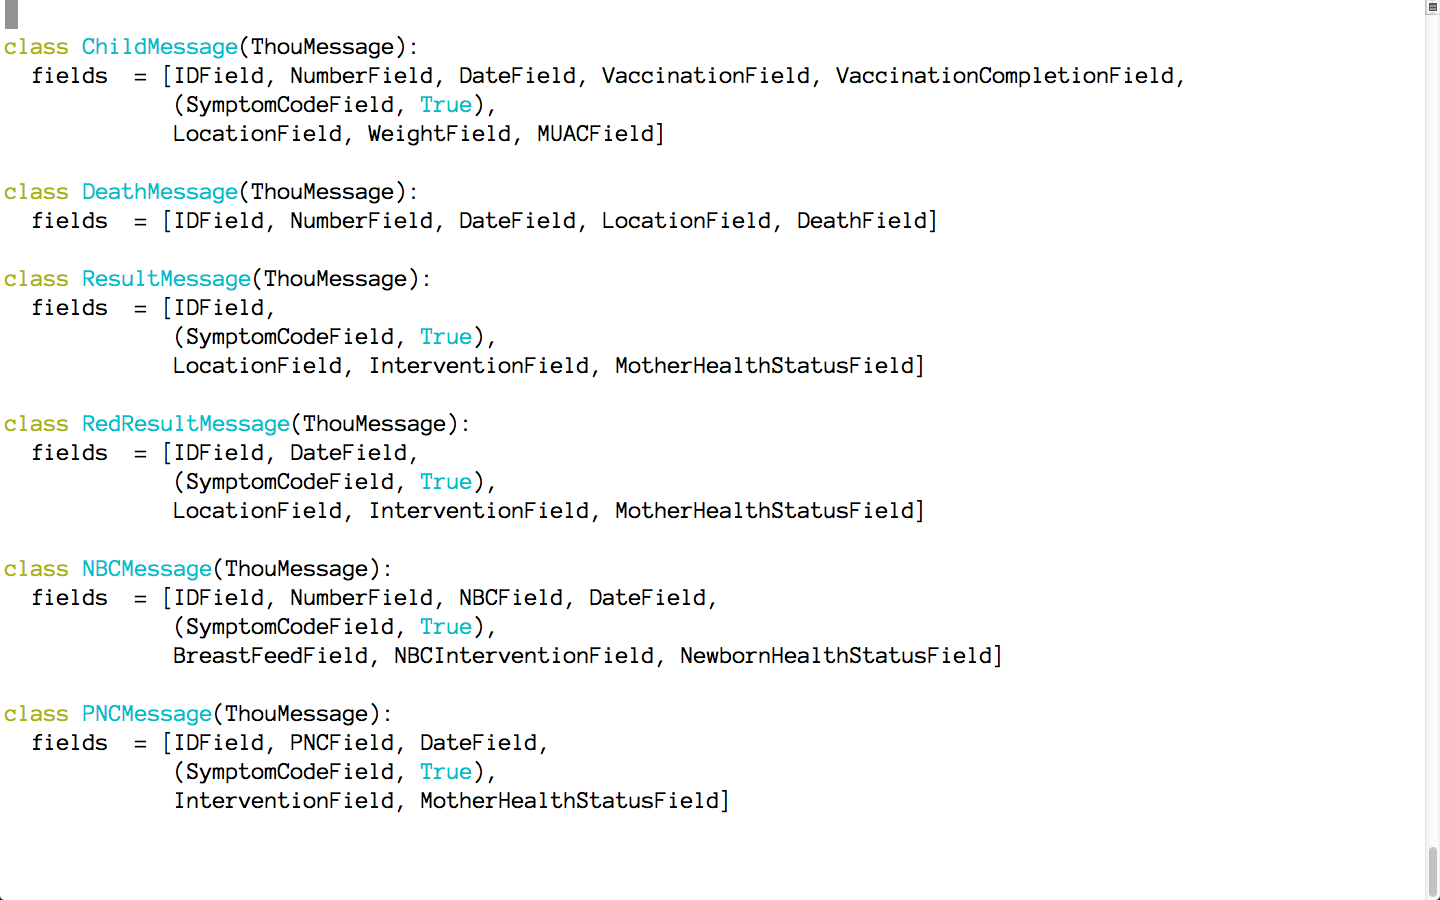 class ChildMessage(ThouMessage):
  fields  = [IDField, NumberField, DateField, VaccinationField, VaccinationCompletionField,
             (SymptomCodeField, True),
             LocationField, WeightField, MUACField]

class DeathMessage(ThouMessage):
  fields  = [IDField, NumberField, DateField, LocationField, DeathField]

class ResultMessage(ThouMessage):
  fields  = [IDField,
             (SymptomCodeField, True),
             LocationField, InterventionField, MotherHealthStatusField]

class RedResultMessage(ThouMessage):
  fields  = [IDField, DateField,
             (SymptomCodeField, True),
             LocationField, InterventionField, MotherHealthStatusField]

class NBCMessage(ThouMessage):
  fields  = [IDField, NumberField, NBCField, DateField,
             (SymptomCodeField, True),
             BreastFeedField, NBCInterventionField, NewbornHealthStatusField]

class PNCMessage(ThouMessage):
  fields  = [IDField, PNCField, DateField,
             (SymptomCodeField, True),
             InterventionField, MotherHealthStatusField]